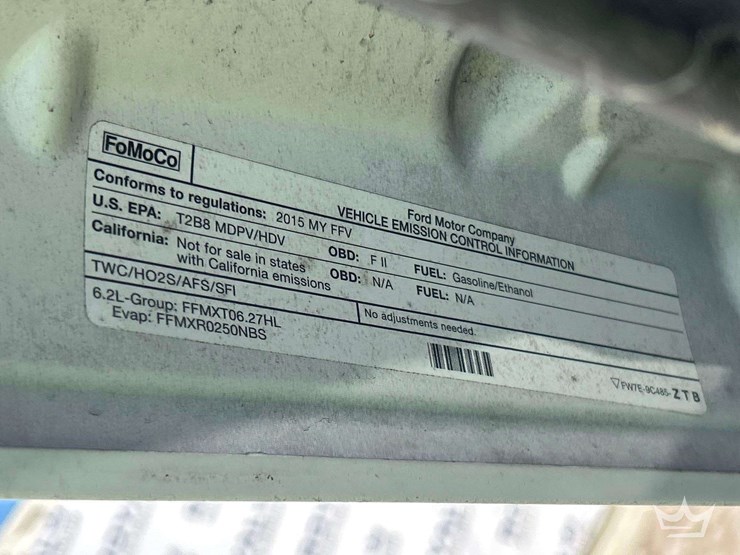 FoMoCo
Ford Motor Company
VEHICLE EMISSION CONTROL INFORMATION
Conforms to regulations: 2015 MY FFV
U.S. EPA: T2B8 MDPV/HDV OBD: F II FUEL: Gasoline/Ethanol
California: Not for sale in states with California emissions OBD: N/A FUEL: N/A
TWC/HO2S/AFS/SFI
No adjustments needed.
6.2L-Group: FFMXT06.27HL
Evap: FFMXR0250NBS
FW7E-9C485- ZTB